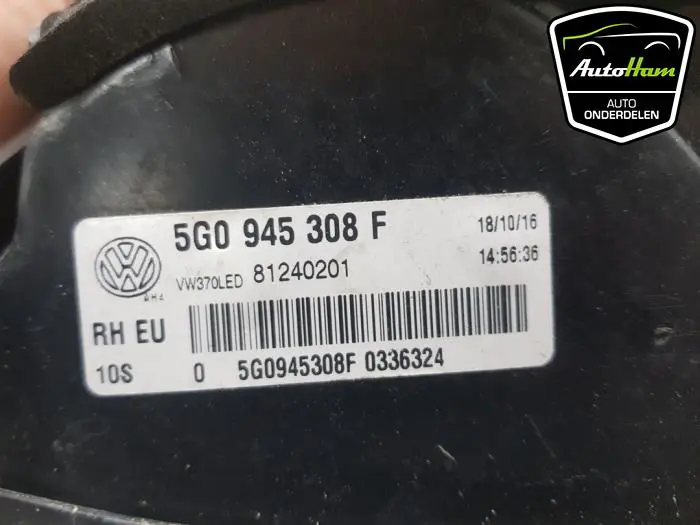 AutoHam
AUTO
ONDERDELEN
5G0 945 308 F
18/10/16
VW370LED 81240201
14:56:36
AH4
RH EU
10S
0 5G0945308F 0336324